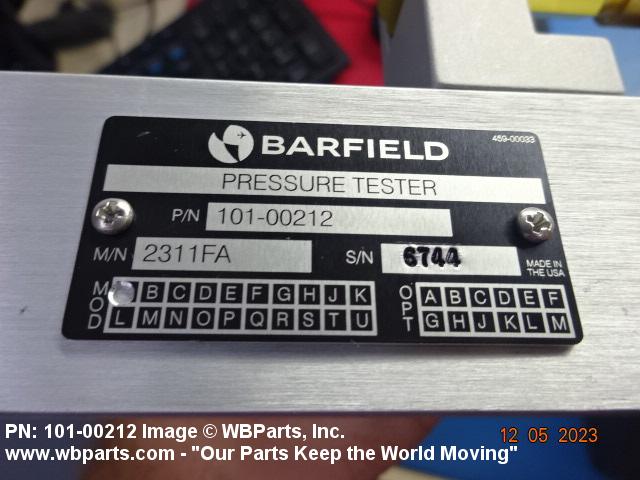 BARFIELD
459-00033
PRESSURE TESTER
P/N 101-00212
M/N 2311FA S/N 6744
MADE IN
THE USA
MOD
B C D E F G H J K
L M N O P Q R S T U
OPT
A B C D E F
G H J K L M
PN: 101-00212 Image © WBParts, Inc.
12 05 2023
www.wbparts.com - "Our Parts Keep the World Moving"